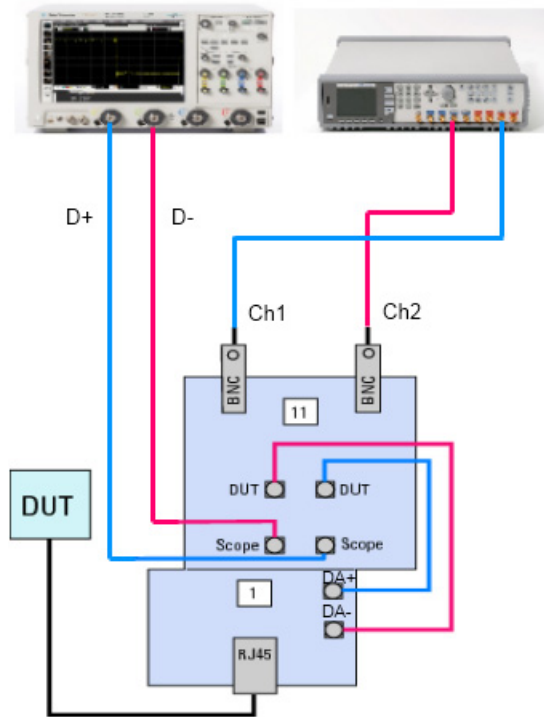 D+
D-
Ch1
Ch2
BNC
BNC
11
DUT
DUT
DUT
Scope
Scope
DA+
1
DA-
RJ45